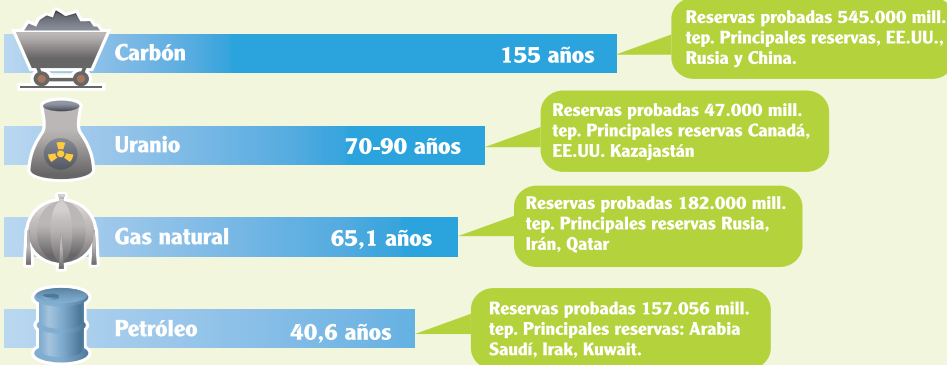 Carbón
155 años
Reservas probadas 545.000 mill.
tep. Principales reservas, EE.UU.,
Rusia y China.
Uranio
70-90 años
Reservas probadas 47.000 mill.
tep. Principales reservas Canadá,
EE.UU. Kazajastán
Gas natural
65,1 años
Reservas probadas 182.000 mill.
tep. Principales reservas Rusia,
Irán, Qatar
Petróleo
40,6 años
Reservas probadas 157.056 mill.
tep. Principales reservas: Arabia
Saudí, Irak, Kuwait.